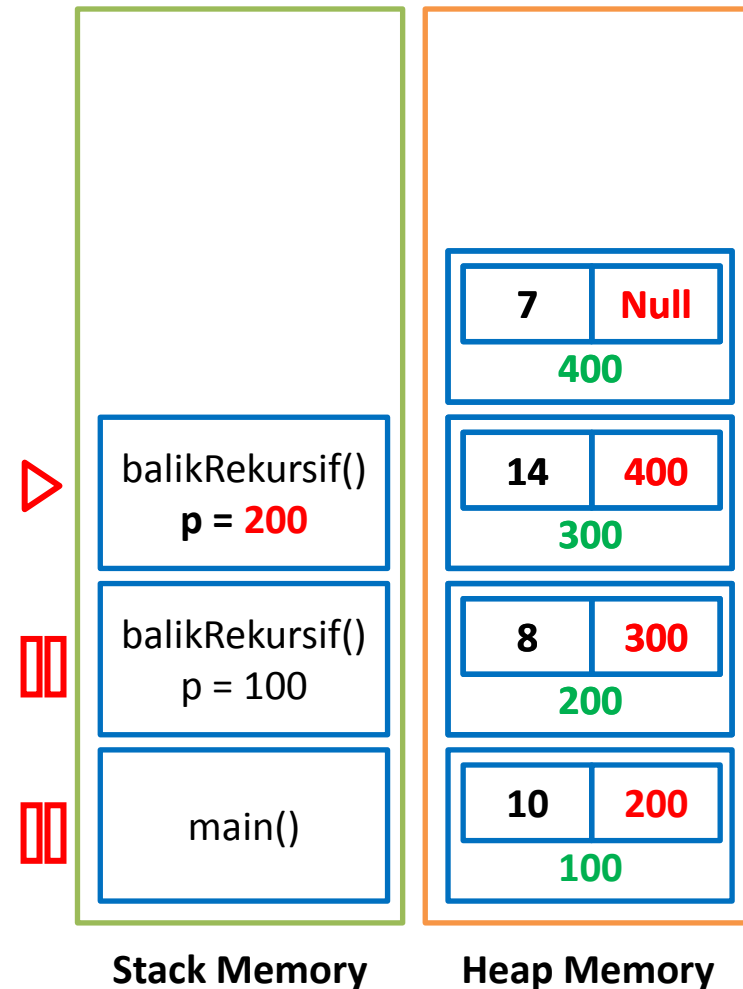 7 Null
400
balikRekursif()
p = 200
14 400
300
balikRekursif()
p = 100
8 300
200
main()
10 200
100
Stack Memory
Heap Memory